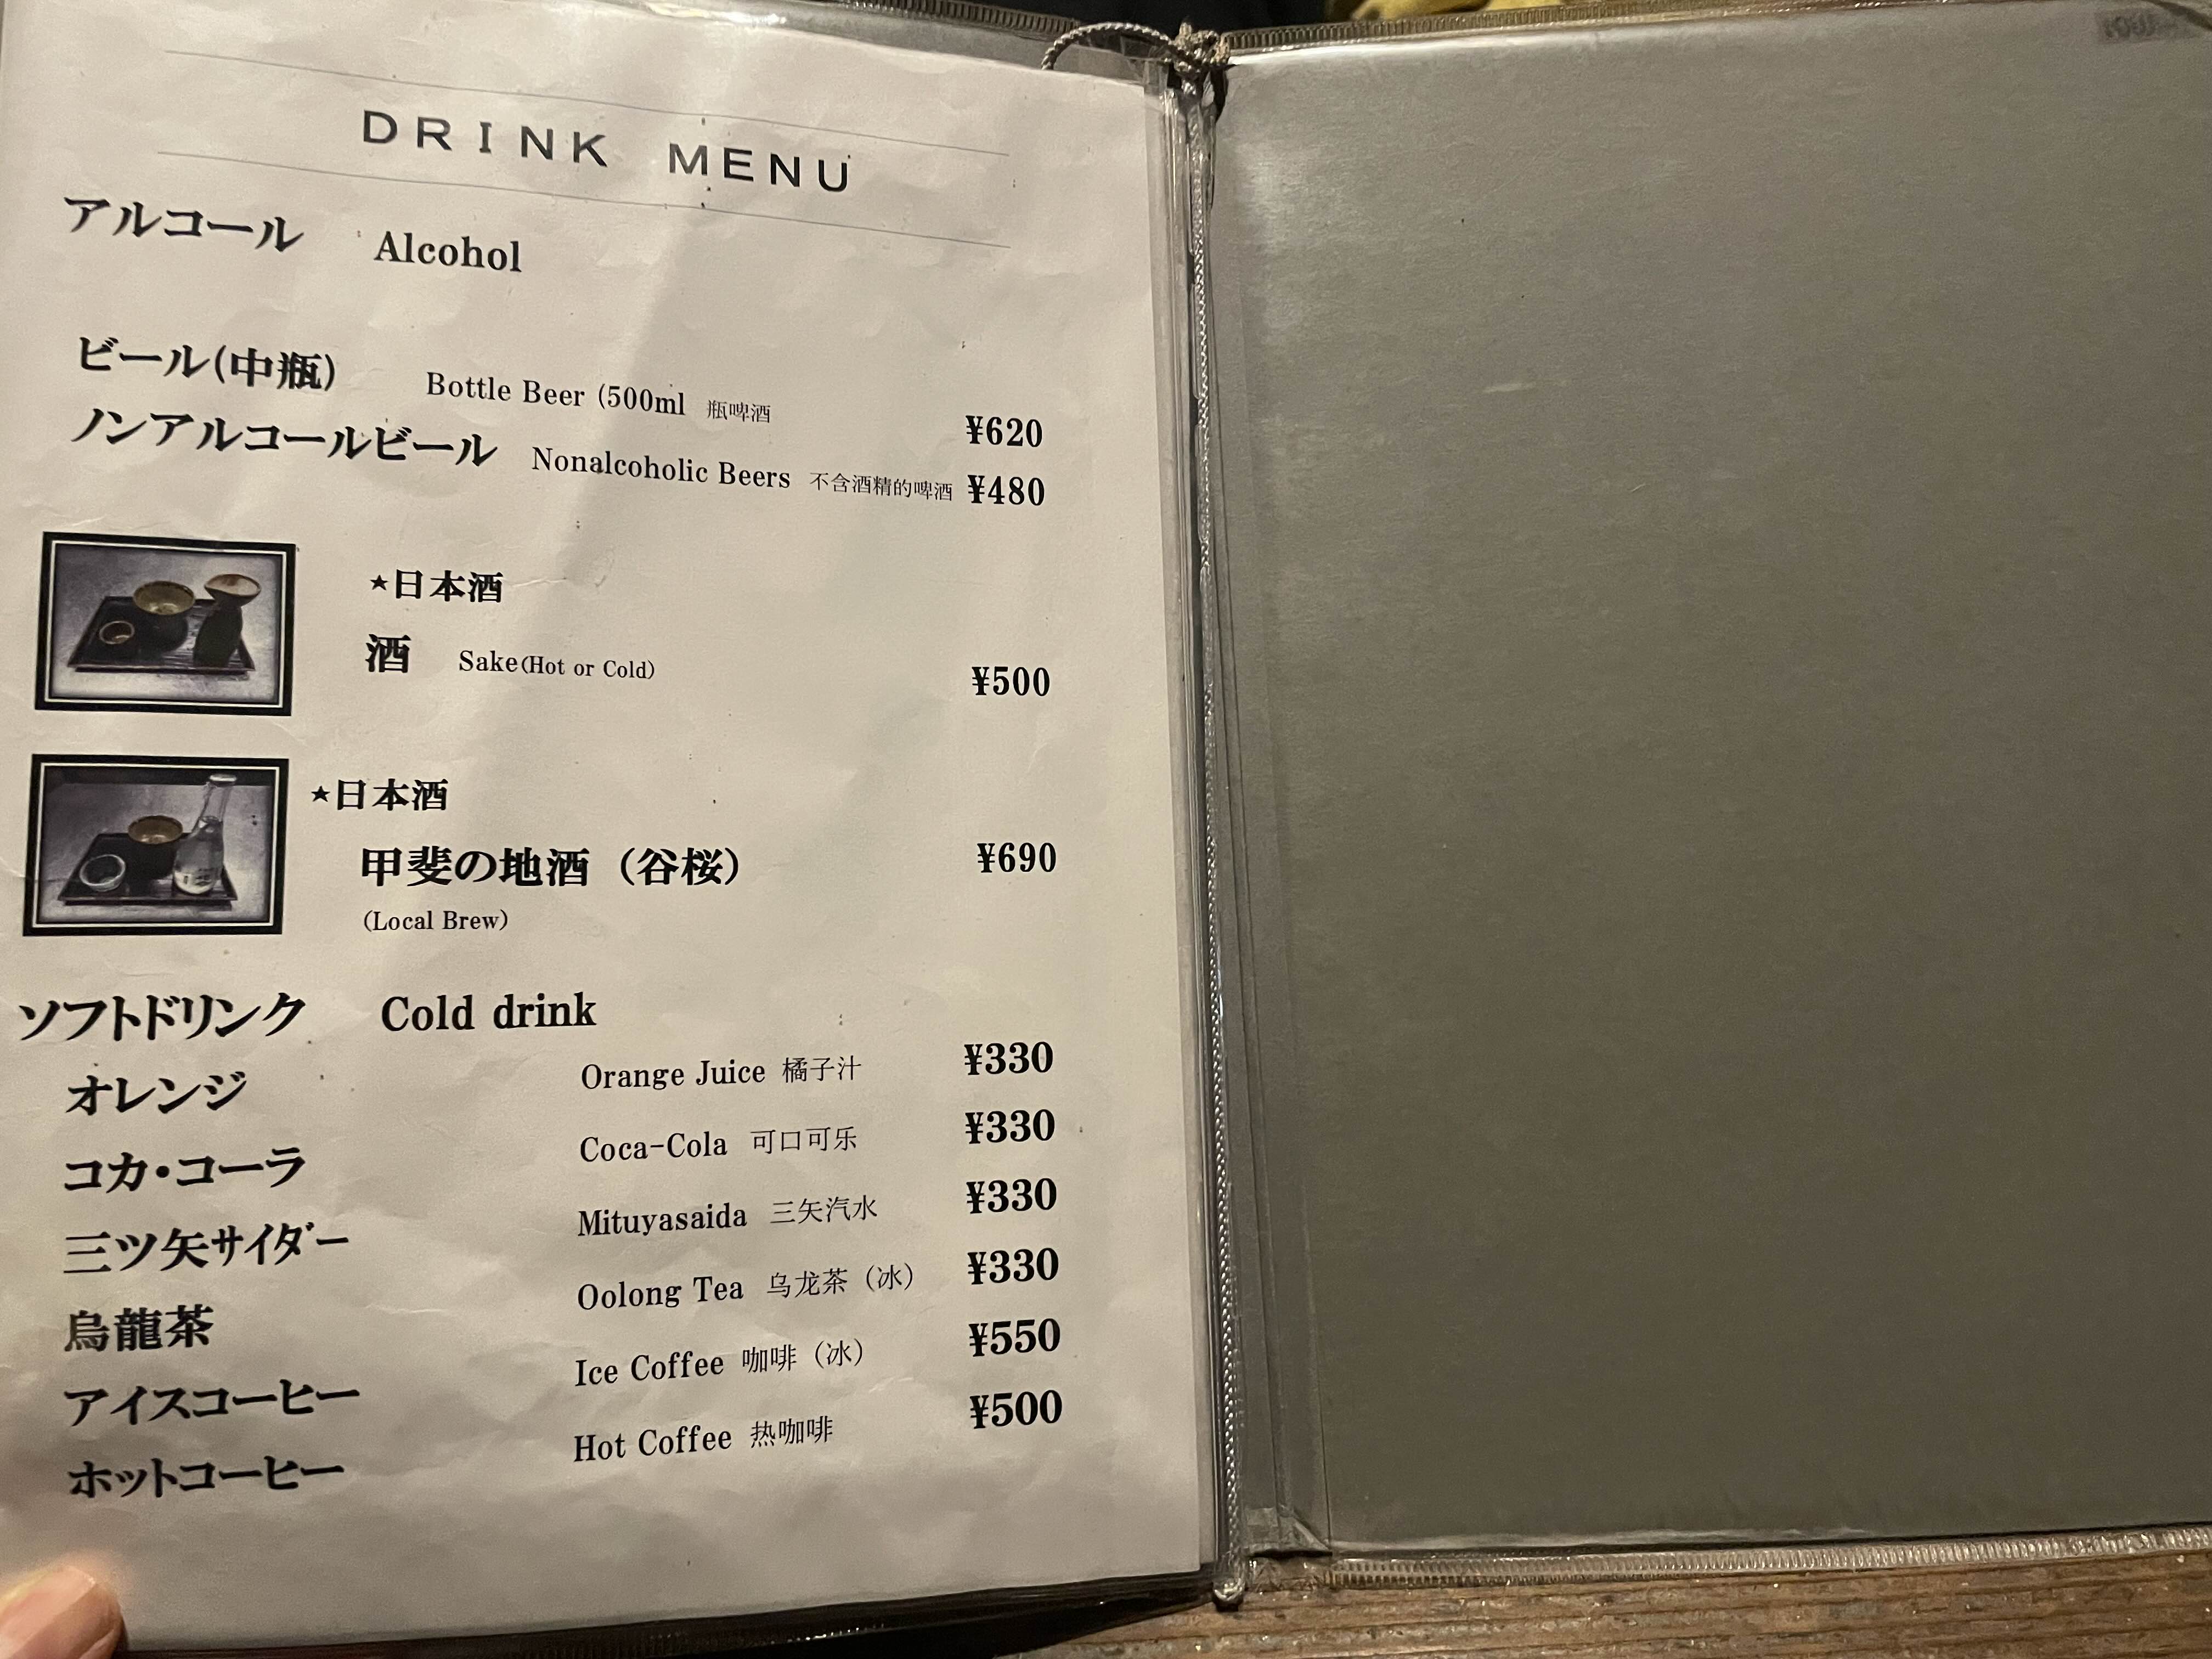 DRINK MENU
アルコール Alcohol
ビール(中瓶) Bottle Beer (500ml 瓶啤酒 ¥620
ノンアルコールビール Nonalcoholic Beers 不含酒精的啤酒 ¥480
★日本酒
酒 Sake(Hot or Cold) ¥500
★日本酒
甲斐の地酒（谷桜） ¥690
(Local Brew)
ソフトドリンク Cold drink
オレンジ Orange Juice 橘子汁 ¥330
コカ・コーラ Coca-Cola 可口可乐 ¥330
三ツ矢サイダー Mituyasaida 三矢汽水 ¥330
烏龍茶 Oolong Tea 乌龙茶（冰） ¥330
アイスコーヒー Ice Coffee 咖啡（冰） ¥550
ホットコーヒー Hot Coffee 热咖啡 ¥500